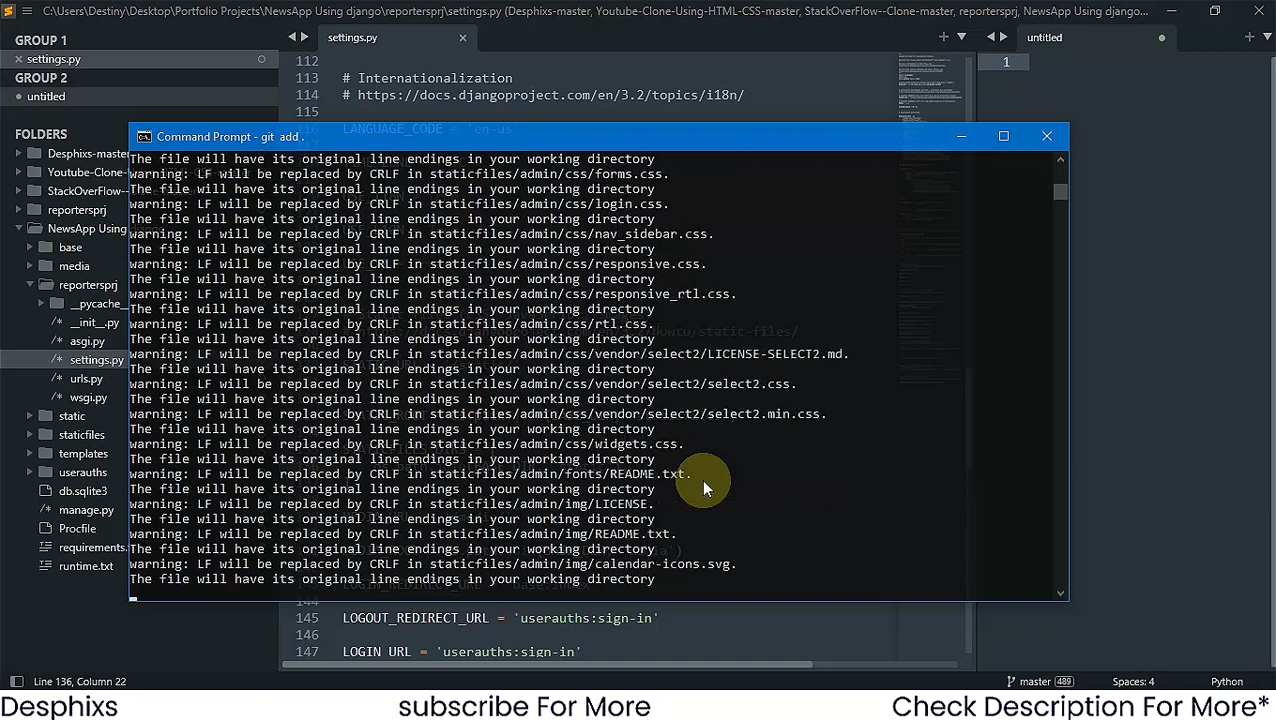 C:\Users\Destiny\Desktop\Portfolio Projects\NewsApp Using django\reportersprj\settings.py (Desphixs-master, Youtube-Clone-Using-HTML-CSS-master, StackOverFlow--Clone-master, reportersprj, NewsApp Using django...
GROUP 1
settings.py
GROUP 2
untitled
FOLDERS
Desphixs-master
Youtube-Clone-
StackOverFlow--
reportersprj
NewsApp Using django
base
media
reportersprj
__pycache
__init__.py
asgi.py
settings.py
urls.py
wsgi.py
static
staticfiles
templates
userauths
db.sqlite3
manage.py
Procfile
requirements.
runtime.txt
settings.py
untitled
1
112
113 # Internationalization
114 # https://docs.djangoproject.com/en/3.2/topics/i18n/
115
LANGUAGE_CODE = 'en-us
Command Prompt - git add .
The file will have its original line endings in your working directory
warning: LF will be replaced by CRLF in staticfiles/admin/css/forms.css.
The file will have its original line endings in your working directory
warning: LF will be replaced by CRLF in staticfiles/admin/css/login.css.
The file will have its original line endings in your working directory
warning: LF will be replaced by CRLF in staticfiles/admin/css/nav_sidebar.css.
The file will have its original line endings in your working directory
warning: LF will be replaced by CRLF in staticfiles/admin/css/responsive.css.
The file will have its original line endings in your working directory
warning: LF will be replaced by CRLF in staticfiles/admin/css/responsive_rtl.css.
The file will have its original line endings in your working directory
warning: LF will be replaced by CRLF in staticfiles/admin/css/rtl.css.
The file will have its original line endings in your working directory
warning: LF will be replaced by CRLF in staticfiles/admin/css/vendor/select2/LICENSE-SELECT2.md.
The file will have its original line endings in your working directory
warning: LF will be replaced by CRLF in staticfiles/admin/css/vendor/select2/select2.css.
The file will have its original line endings in your working directory
warning: LF will be replaced by CRLF in staticfiles/admin/css/vendor/select2/select2.min.css.
The file will have its original line endings in your working directory
warning: LF will be replaced by CRLF in staticfiles/admin/css/widgets.css.
The file will have its original line endings in your working directory
warning: LF will be replaced by CRLF in staticfiles/admin/fonts/README.txt.
The file will have its original line endings in your working directory
warning: LF will be replaced by CRLF in staticfiles/admin/img/LICENSE.
The file will have its original line endings in your working directory
warning: LF will be replaced by CRLF in staticfiles/admin/img/README.txt.
The file will have its original line endings in your working directory
warning: LF will be replaced by CRLF in staticfiles/admin/img/calendar-icons.svg.
The file will have its original line endings in your working directory
144
145 LOGOUT_REDIRECT_URL = 'userauths:sign-in'
146
147 LOGIN_URL = 'userauths:sign-in'
Line 136, Column 22
master 489
Spaces: 4
Python
Desphixs
subscribe For More
Check Description For More*